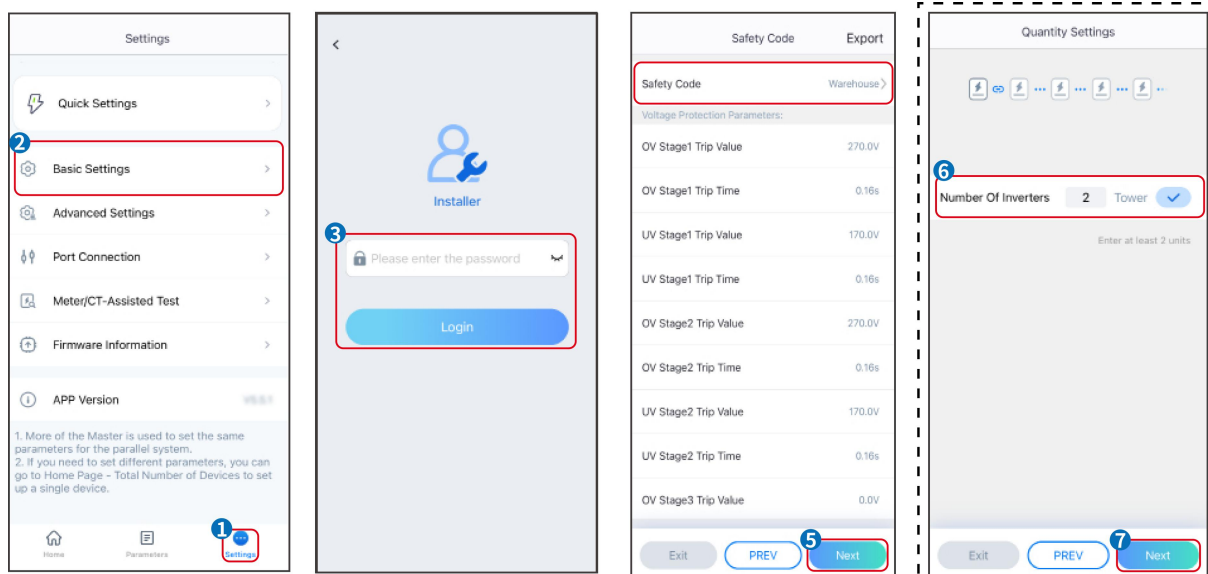 Settings
Quick Settings
2
Basic Settings
Advanced Settings
Port Connection
Meter/CT-Assisted Test
Firmware Information
APP Version
1. More of the Master is used to set the same
parameters for the parallel system.
2. If you need to set different parameters, you can
go to Home Page - Total Number of Devices to set
up a single device.
1
Home
Parameters
Settings
Installer
3
Please enter the password
Login
Safety Code
Export
Safety Code
Warehouse
Voltage Protection Parameters:
OV Stage1 Trip Value 270.0V
OV Stage1 Trip Time 0.16s
UV Stage1 Trip Value 170.0V
UV Stage1 Trip Time 0.16s
OV Stage2 Trip Value 270.0V
OV Stage2 Trip Time 0.16s
UV Stage2 Trip Value 170.0V
UV Stage2 Trip Time 0.16s
OV Stage3 Trip Value 0.0V
5
Exit
PREV
Next
Quantity Settings
6
Number Of Inverters 2 Tower
Enter at least 2 units
7
Exit
PREV
Next